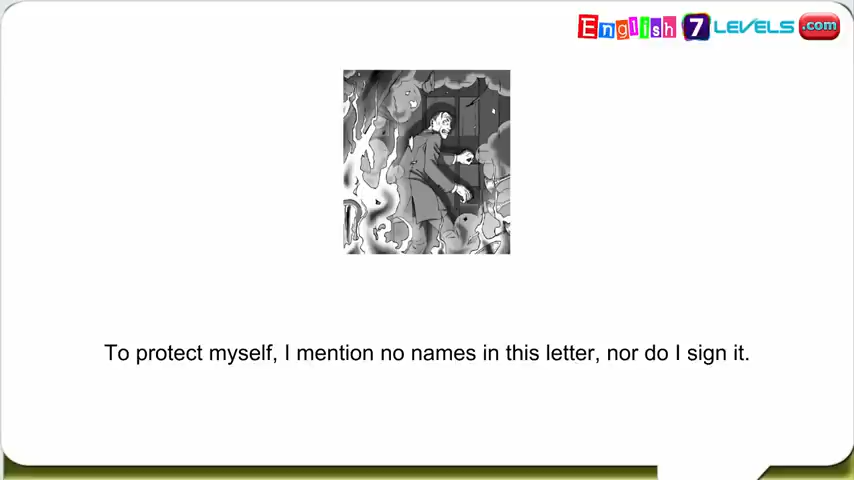 English 7 LEVELS .com
To protect myself, I mention no names in this letter, nor do I sign it.